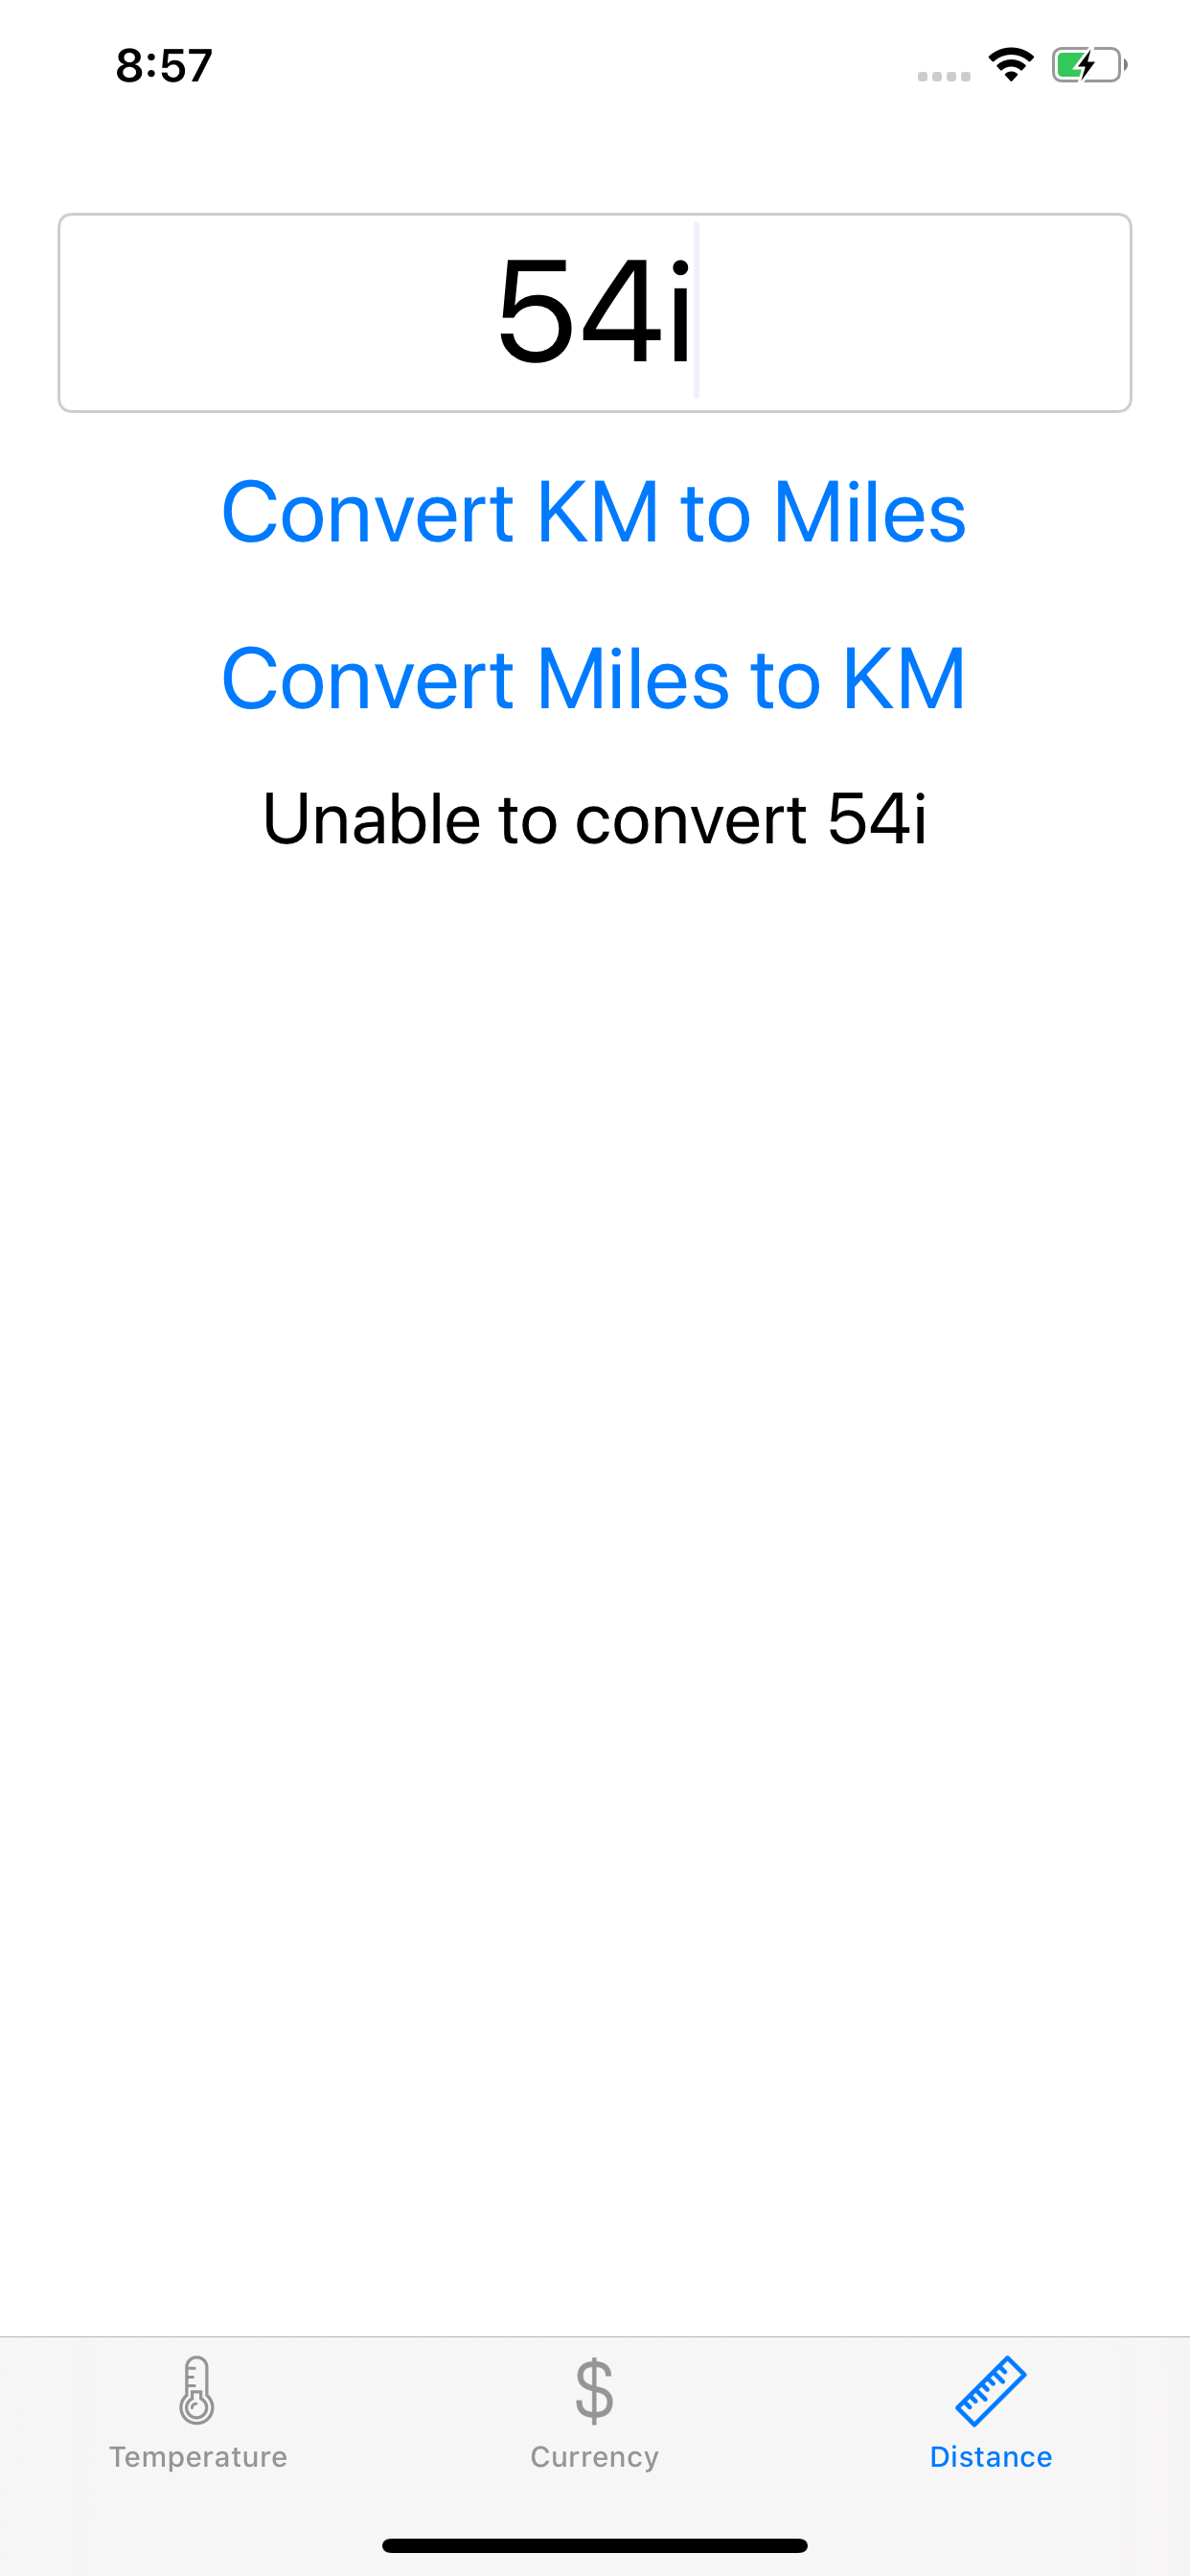 8:57
54i
Convert KM to Miles
Convert Miles to KM
Unable to convert 54i
$
Temperature
Currency
Distance